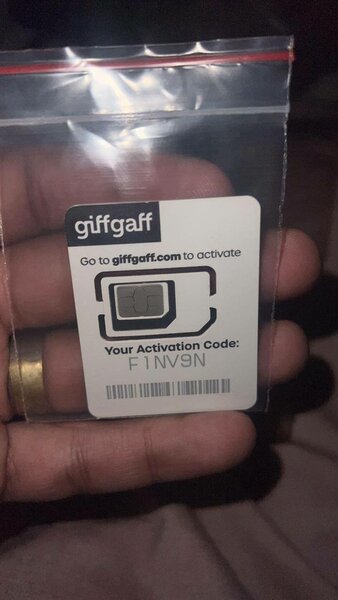 giffgaff
Go to giffgaff.com to activate
Your Activation Code:
F1NV9N